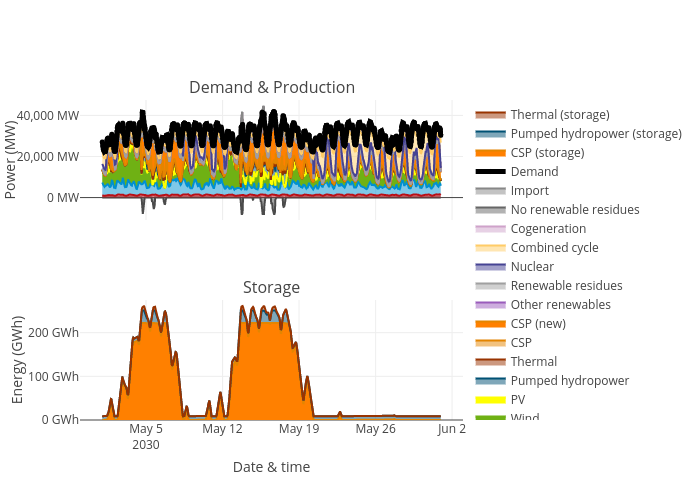 Demand & Production
40,000 MW
20,000 MW
0 MW
Power (MW)
Storage
200 GWh
100 GWh
0 GWh
Energy (GWh)
May 5
2030
May 12
May 19
May 26
Jun 2
Date & time
Thermal (storage)
Pumped hydropower (storage)
CSP (storage)
Demand
Import
No renewable residues
Cogeneration
Combined cycle
Nuclear
Renewable residues
Other renewables
CSP (new)
CSP
Thermal
Pumped hydropower
PV
Wind